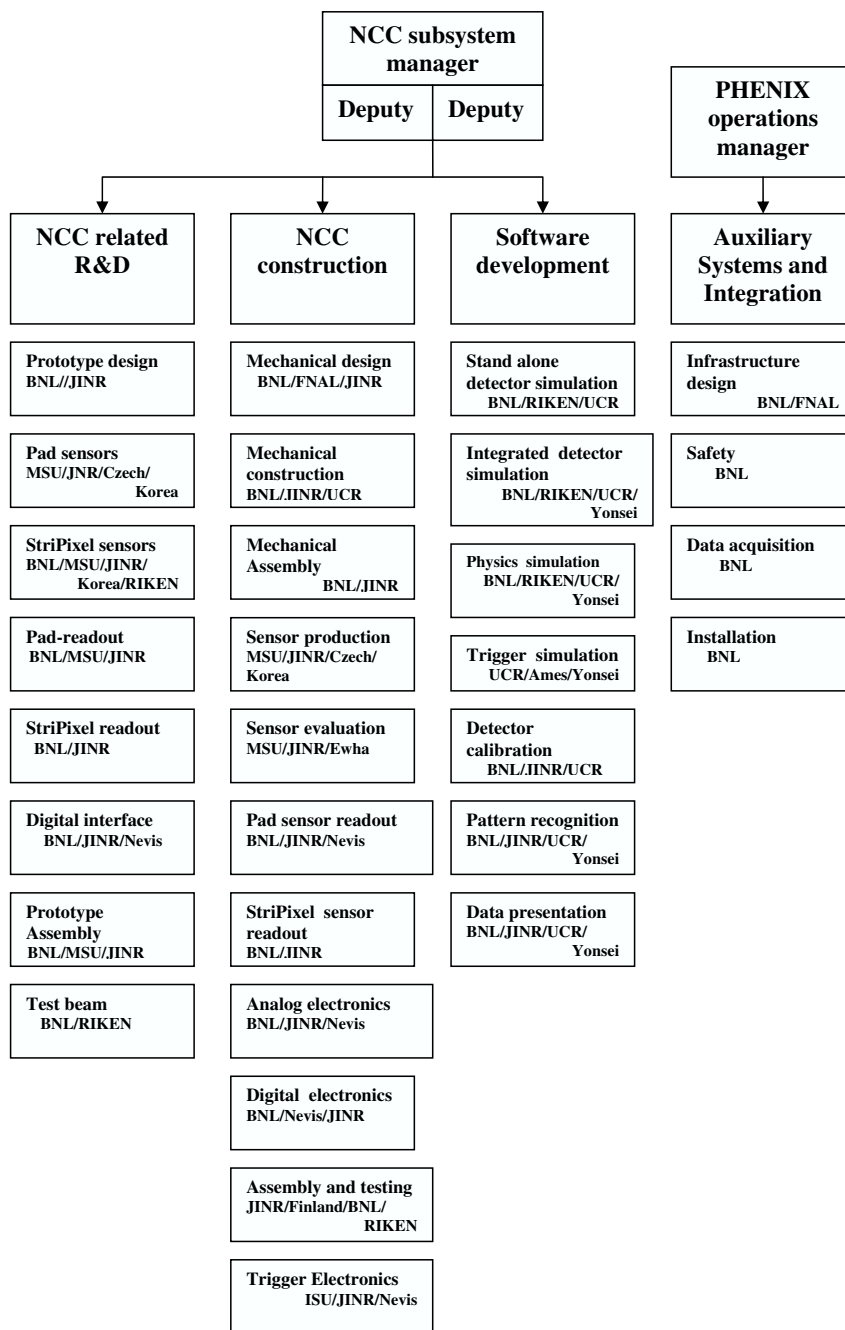 NCC subsystem
manager
Deputy
Deputy
PHENIX
operations
manager
NCC related
R&D
Prototype design
BNL//JINR
Pad sensors
MSU/JNR/Czech/
Korea
StriPixel sensors
BNL/MSU/JINR/
Korea/RIKEN
Pad-readout
BNL/MSU/JINR
StriPixel readout
BNL/JINR
Digital interface
BNL/JINR/Nevis
Prototype
Assembly
BNL/MSU/JINR
Test beam
BNL/RIKEN
NCC
construction
Mechanical design
BNL/FNAL/JINR
Mechanical
construction
BNL/JINR/UCR
Mechanical
Assembly
BNL/JINR
Sensor production
MSU/JINR/Czech/
Korea
Sensor evaluation
MSU/JINR/Ewha
Pad sensor readout
BNL/JINR/Nevis
StriPixel sensor
readout
BNL/JINR
Analog electronics
BNL/JINR/Nevis
Digital electronics
BNL/Nevis/JINR
Assembly and testing
JINR/Finland/BNL/
RIKEN
Trigger Electronics
ISU/JINR/Nevis
Software
development
Stand alone
detector simulation
BNL/RIKEN/UCR
Integrated detector
simulation
BNL/RIKEN/UCR/
Yonsei
Physics simulation
BNL/RIKEN/UCR/
Yonsei
Trigger simulation
UCR/Ames/Yonsei
Detector
calibration
BNL/JINR/UCR
Pattern recognition
BNL/JINR/UCR/
Yonsei
Data presentation
BNL/JINR/UCR/
Yonsei
Auxiliary
Systems and
Integration
Infrastructure
design
BNL/FNAL
Safety
BNL
Data acquisition
BNL
Installation
BNL